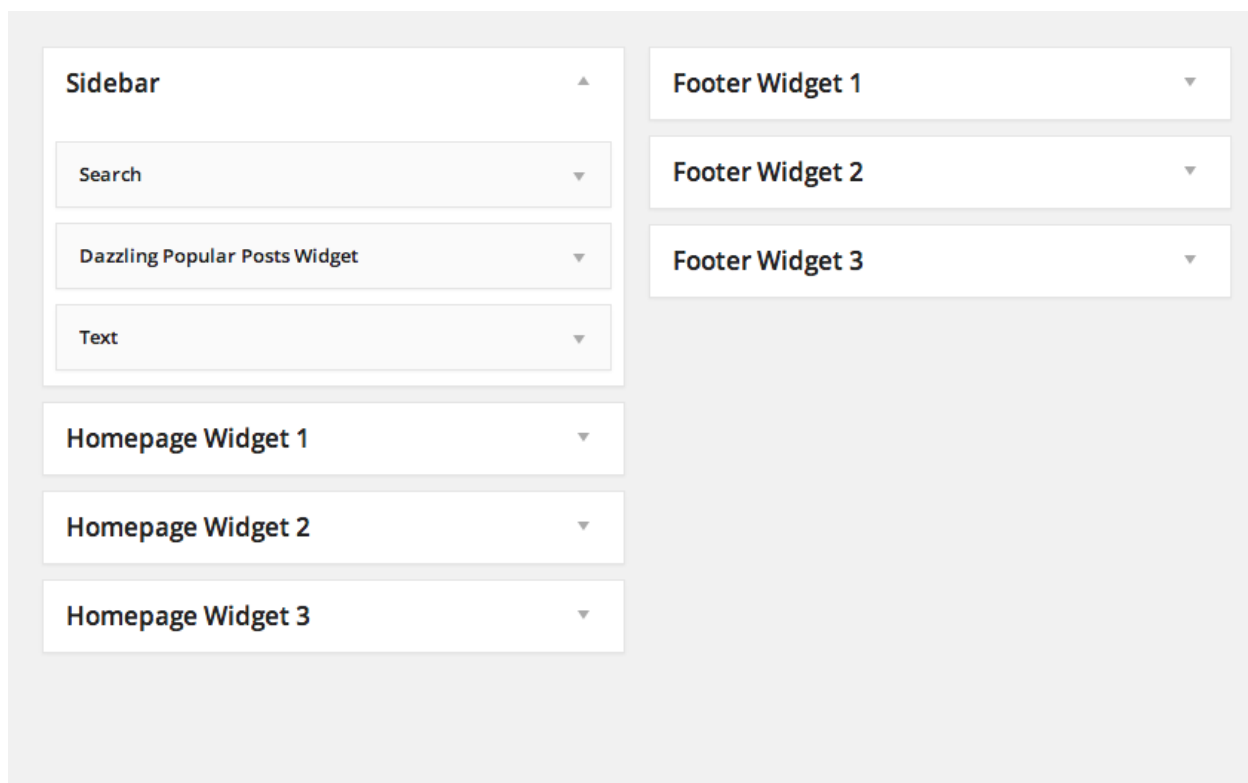 Sidebar
Search
Dazzling Popular Posts Widget
Text
Homepage Widget 1
Homepage Widget 2
Homepage Widget 3
Footer Widget 1
Footer Widget 2
Footer Widget 3